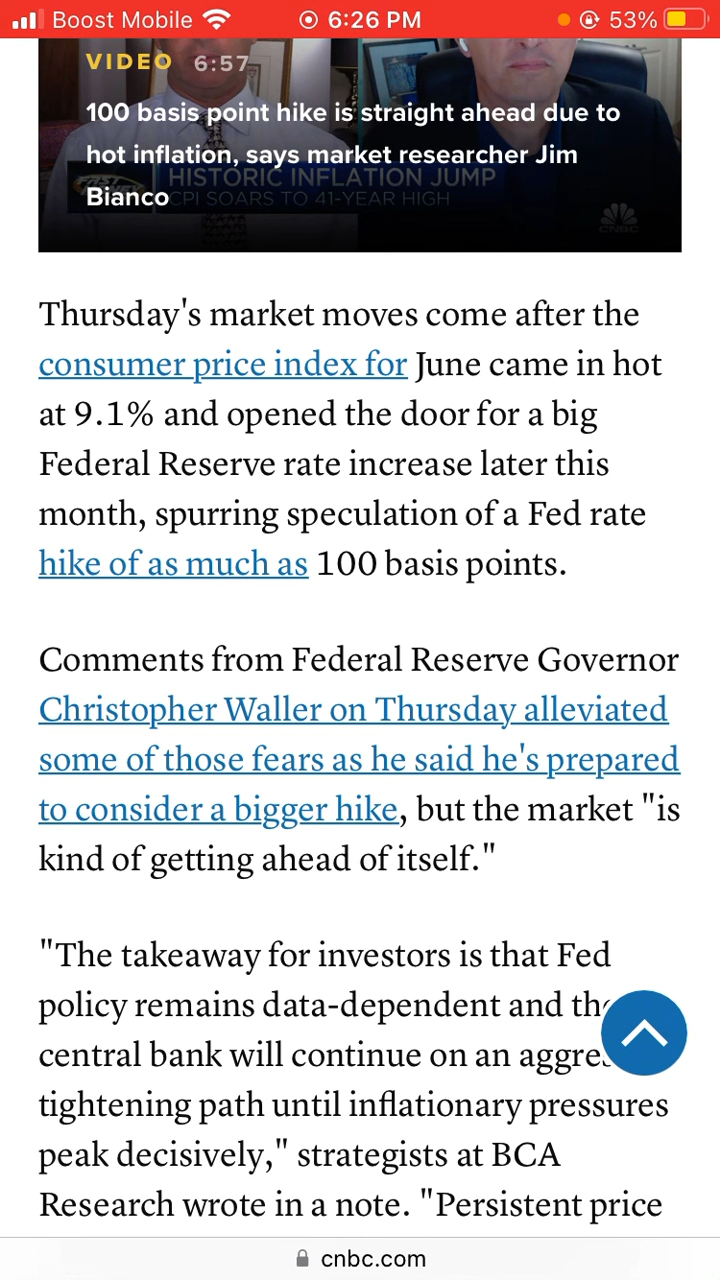 Boost Mobile 6:26 PM 53%
VIDEO 6:57
100 basis point hike is straight ahead due to
hot inflation, says market researcher Jim
Bianco
HISTORIC INFLATION JUMP
CPI SOARS TO 41-YEAR HIGH
CNBC
Thursday's market moves come after the
consumer price index for June came in hot
at 9.1% and opened the door for a big
Federal Reserve rate increase later this
month, spurring speculation of a Fed rate
hike of as much as 100 basis points.
Comments from Federal Reserve Governor
Christopher Waller on Thursday alleviated
some of those fears as he said he's prepared
to consider a bigger hike, but the market "is
kind of getting ahead of itself."
"The takeaway for investors is that Fed
policy remains data-dependent and the
central bank will continue on an aggres
tightening path until inflationary pressures
peak decisively," strategists at BCA
Research wrote in a note. "Persistent price
cnbc.com